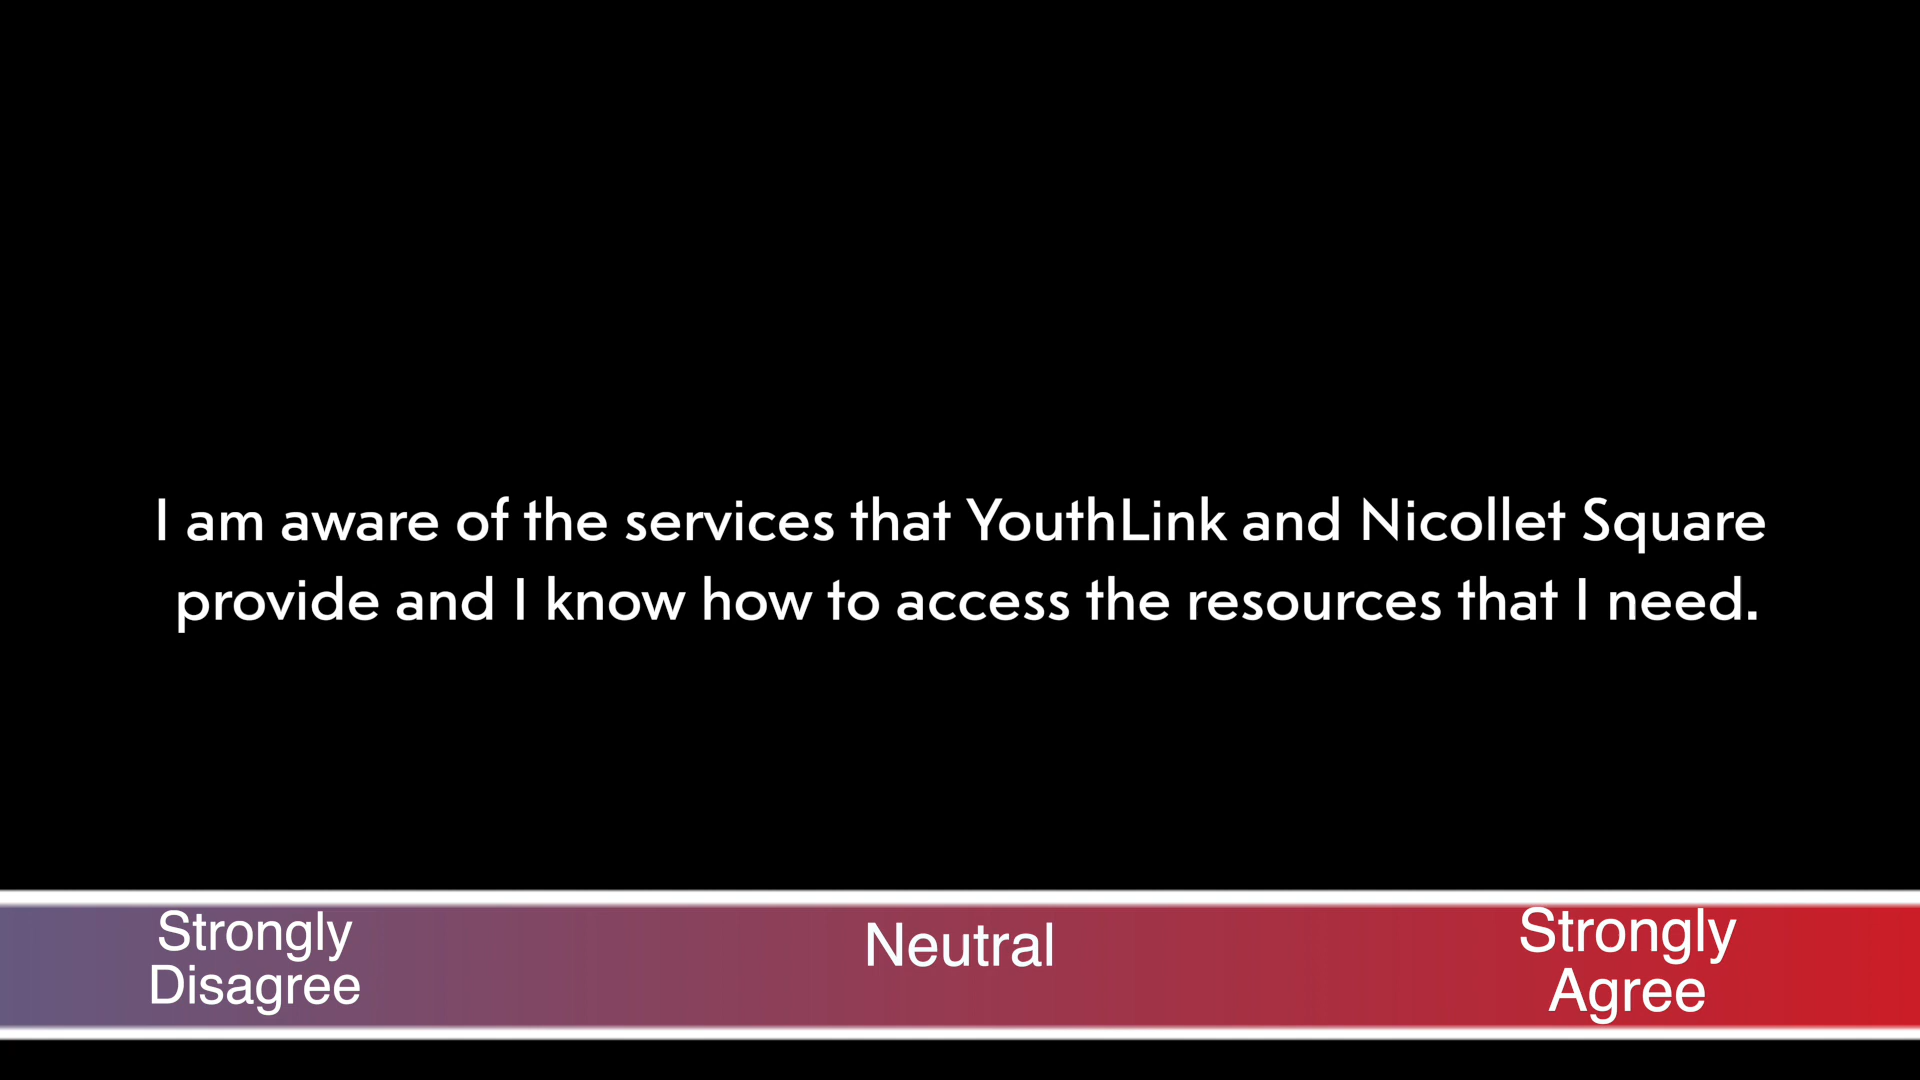 I am aware of the services that YouthLink and Nicollet Square
provide and I know how to access the resources that I need.
Strongly
Disagree
Neutral
Strongly
Agree